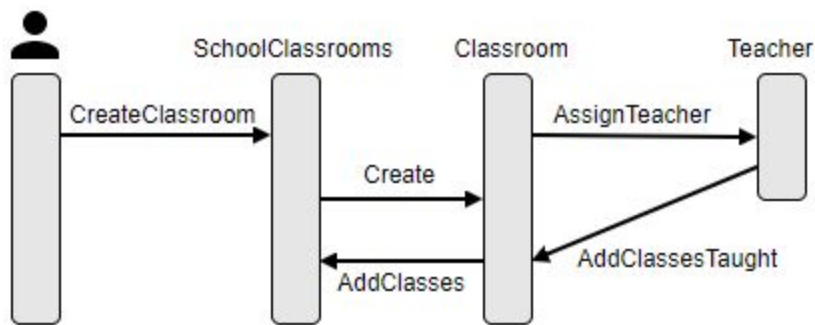 SchoolClassrooms
Classroom
Teacher
CreateClassroom
AssignTeacher
Create
AddClassesTaught
AddClasses